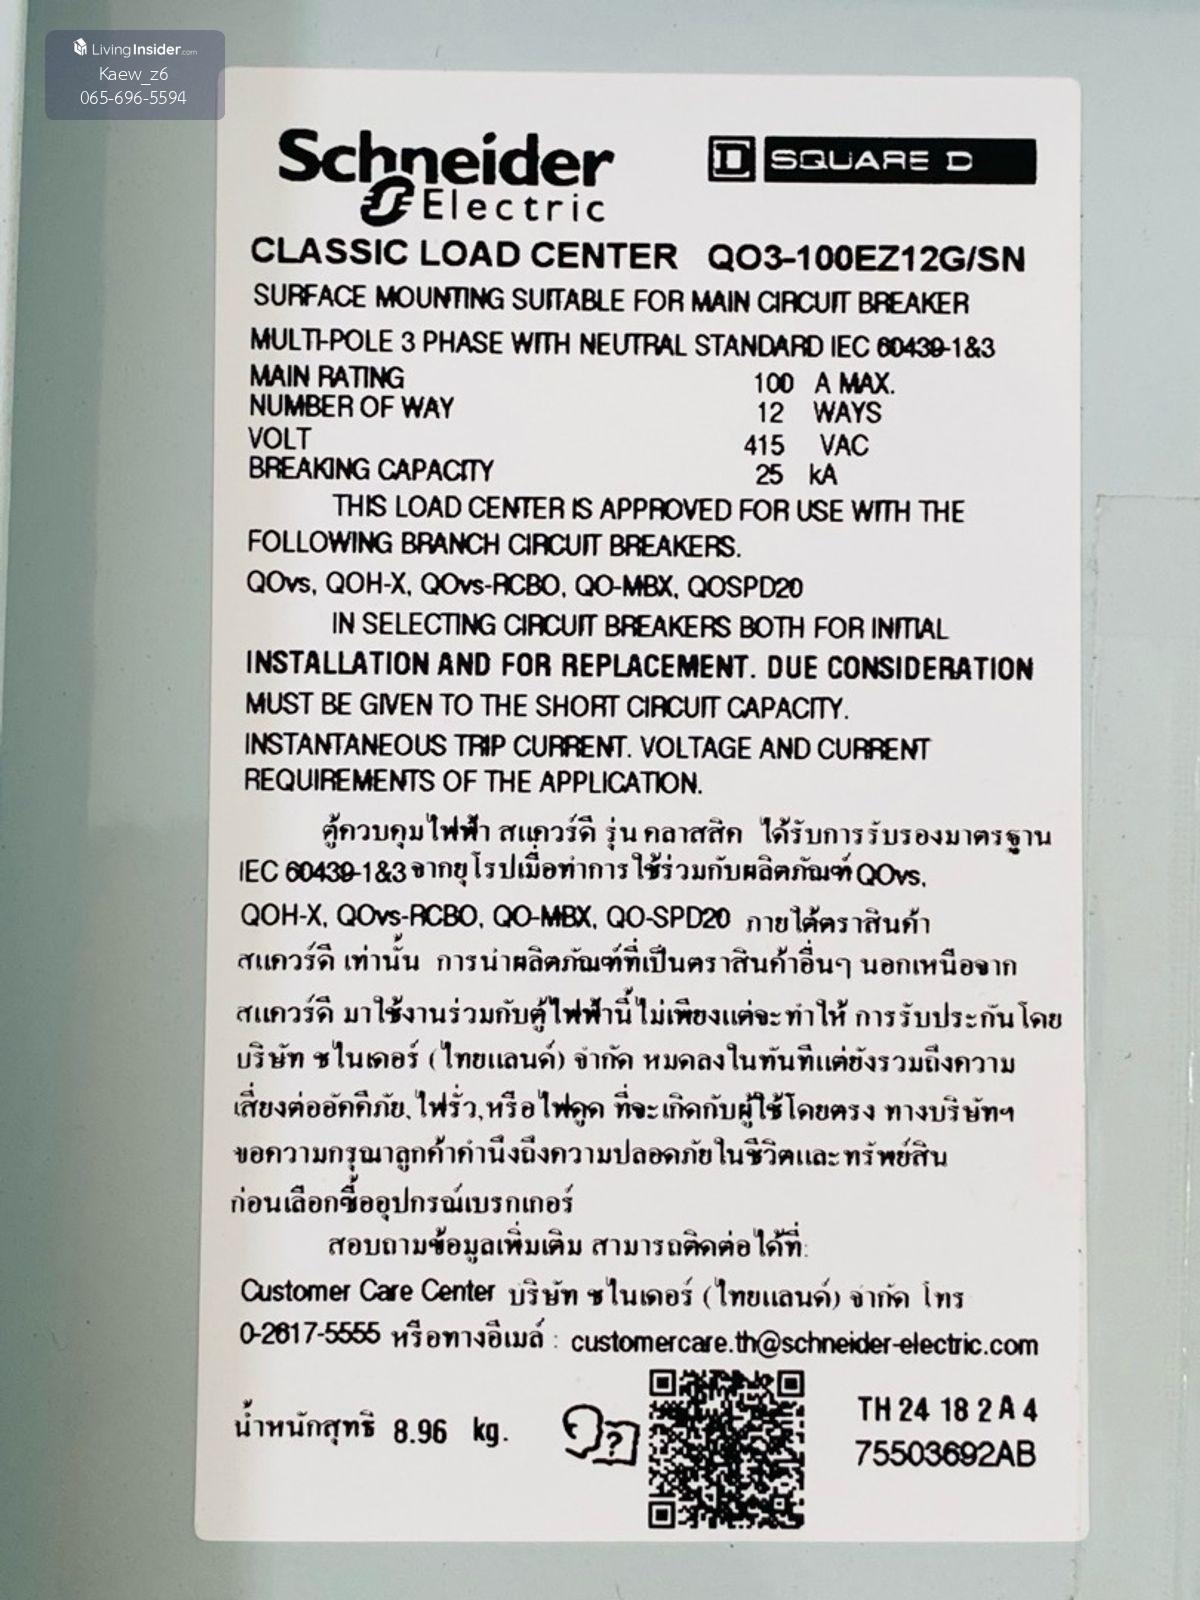 LivingInsider.com
Kaew_z6
065-696-5594
Schneider
Electric
D SQUARE D
CLASSIC LOAD CENTER QO3-100EZ12G/SN
SURFACE MOUNTING SUITABLE FOR MAIN CIRCUIT BREAKER
MULTI-POLE 3 PHASE WITH NEUTRAL STANDARD IEC 60439-1&3
MAIN RATING 100 A MAX.
NUMBER OF WAY 12 WAYS
VOLT 415 VAC
BREAKING CAPACITY 25 kA
THIS LOAD CENTER IS APPROVED FOR USE WITH THE
FOLLOWING BRANCH CIRCUIT BREAKERS.
QOvs, QOH-X, QOvs-RCBO, QO-MBX, QOSPD20
IN SELECTING CIRCUIT BREAKERS BOTH FOR INITIAL
INSTALLATION AND FOR REPLACEMENT. DUE CONSIDERATION
MUST BE GIVEN TO THE SHORT CIRCUIT CAPACITY.
INSTANTANEOUS TRIP CURRENT. VOLTAGE AND CURRENT
REQUIREMENTS OF THE APPLICATION.
ตู้ควบคุมไฟฟ้า สแควร์ดี รุ่น คลาสสิค ได้รับการรับรองมาตรฐาน
IEC 60439-1&3 จากยุโรปเมื่อทำการใช้ร่วมกับผลิตภัณฑ์ QOvs,
QOH-X, QOvs-RCBO, QO-MBX, QO-SPD20 ภายใต้ตราสินค้า
สแควร์ดี เท่านั้น การนำผลิตภัณฑ์ที่เป็นตราสินค้าอื่นๆ นอกเหนือจาก
สแควร์ดี มาใช้งานร่วมกับตู้ไฟฟ้านี้ไม่เพียงแต่จะทำให้ การรับประกันโดย
บริษัท ชไนเดอร์ (ไทยแลนด์) จำกัด หมดลงในทันทีแต่ยังรวมถึงความ
เสี่ยงต่ออัคคีภัย, ไฟรั่ว,หรือไฟดูด ที่จะเกิดกับผู้ใช้โดยตรง ทางบริษัทฯ
ขอความกรุณาลูกค้าคำนึงถึงความปลอดภัยในชีวิตและทรัพย์สิน
ก่อนเลือกซื้ออุปกรณ์เบรกเกอร์
สอบถามข้อมูลเพิ่มเติม สามารถติดต่อได้ที่:
Customer Care Center บริษัท ชไนเดอร์ (ไทยแลนด์) จำกัด โทร
0-2617-5555 หรือทางอีเมล์ : customercare.th@schneider-electric.com
น้ำหนักสุทธิ 8.96 kg.
?
TH 24 18 2 A 4
75503692AB